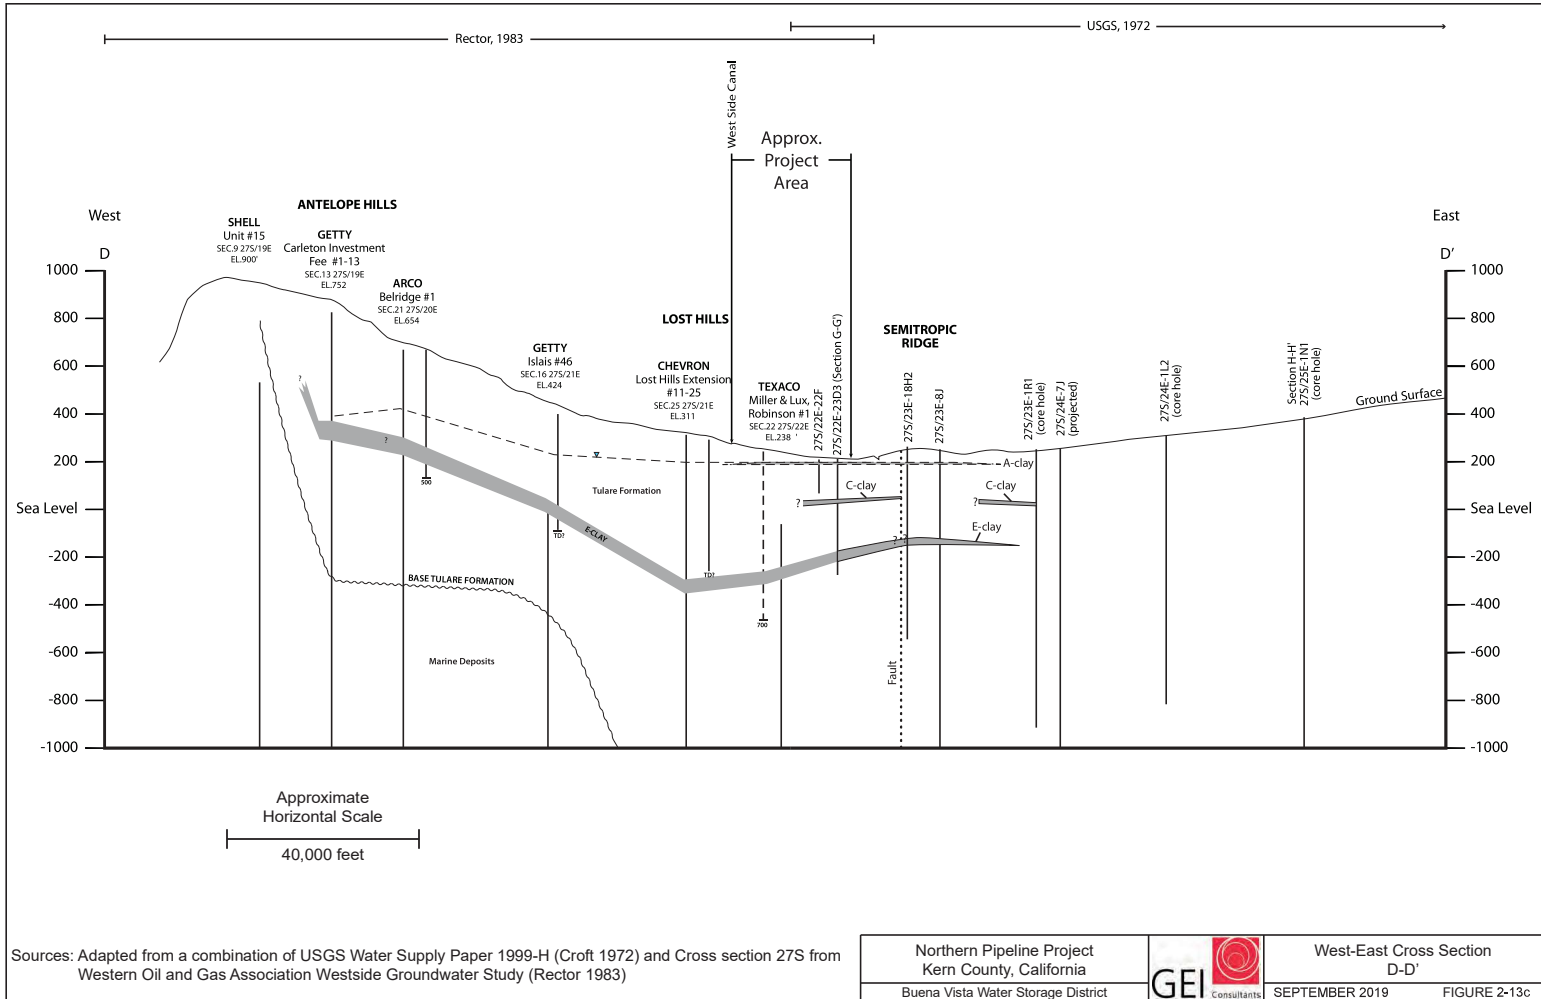 USGS, 1972
Rector, 1983
West Side Canal
Approx.
Project
Area
West
D
East
D’
ANTELOPE HILLS
SHELL
Unit #15
SEC.9 27S/19E
EL.900'
GETTY
Carleton Investment
Fee #1-13
SEC.13 27S/19E
EL.752
ARCO
Belridge #1
SEC.21 27S/20E
EL.654
GETTY
Islais #46
SEC.16 27S/21E
EL.424
LOST HILLS
CHEVRON
Lost Hills Extension
#11-25
SEC.25 27S/21E
EL.311
TEXACO
Miller & Lux,
Robinson #1
SEC.22 27S/22E
EL.238 '
27S/22E-22F
27S/22E-23D3 (Section G-G')
SEMITROPIC
RIDGE
27S/23E-18H2
27S/23E-8J
27S/23E-1R1
(core hole)
27S/24E-7J
(projected)
27S/24E-1L2
(core hole)
Section H-H'
27S/25E-1N1
(core hole)
Ground Surface
1000
800
600
400
200
Sea Level
-200
-400
-600
-800
-1000
1000
800
600
400
200
Sea Level
-200
-400
-600
-800
-1000
?
?
500
TD?
E-CLAY
Tulare Formation
TD?
700
A-clay
C-clay
?
C-clay
?
E-clay
? ?
BASE TULARE FORMATION
Marine Deposits
Fault
Approximate
Horizontal Scale
40,000 feet
Sources: Adapted from a combination of USGS Water Supply Paper 1999-H (Croft 1972) and Cross section 27S from
Western Oil and Gas Association Westside Groundwater Study (Rector 1983)
Northern Pipeline Project
Kern County, California
Buena Vista Water Storage District
GEI Consultants
West-East Cross Section
D-D’
SEPTEMBER 2019
FIGURE 2-13c